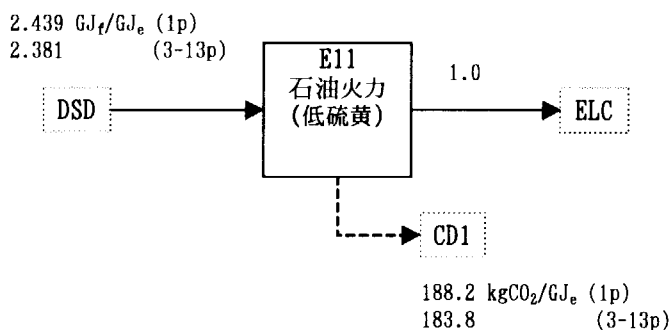 2.439 GJf/GJe (1p)
2.381 (3-13p)
E11
石油火力
(低硫黄)
1.0
DSD
ELC
CD1
188.2 kgCO2/GJe (1p)
183.8 (3-13p)